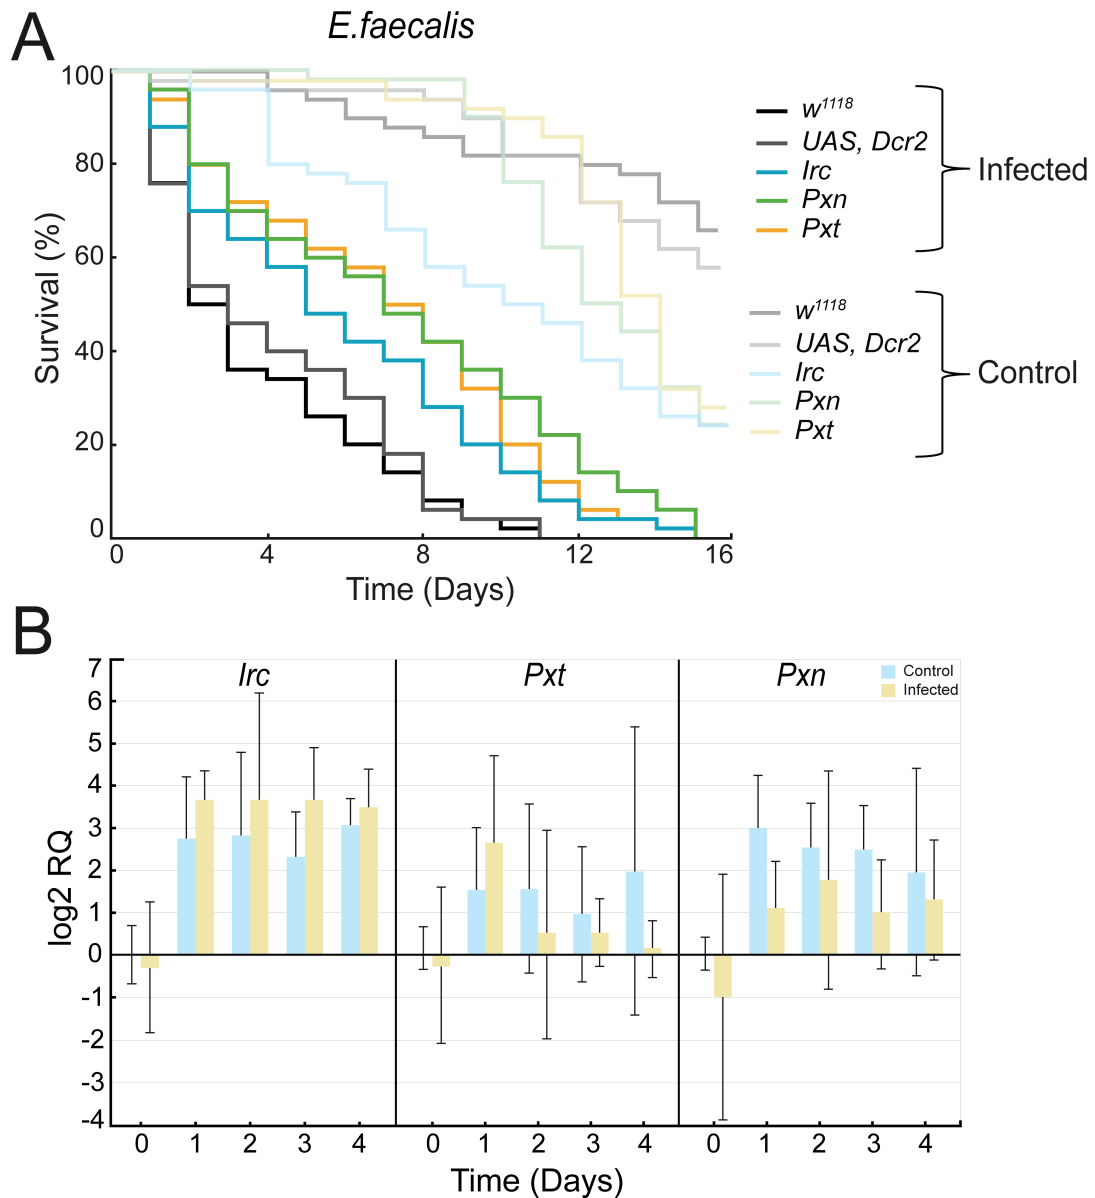 A
E.faecalis
Survival (%)
100
80
60
40
20
0
0 4 8 12 16
Time (Days)
w1118
UAS, Dcr2
Irc
Pxn
Pxt
Infected
w1118
UAS, Dcr2
Irc
Pxn
Pxt
Control
B
log2 RQ
7
6
5
4
3
2
1
0
-1
-2
-3
-4
Irc
Pxt
Pxn
Control
Infected
0 1 2 3 4 0 1 2 3 4 0 1 2 3 4
Time (Days)